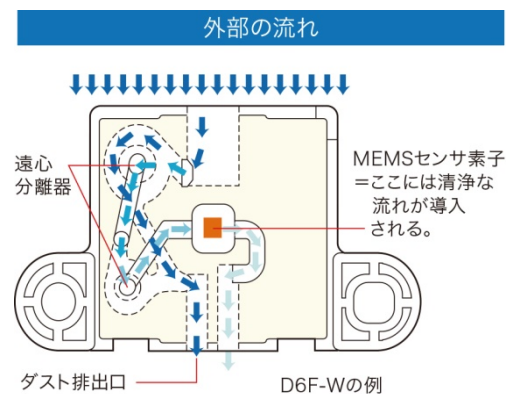 外部の流れ
遠心
分離器
MEMSセンサ素子
＝ここには清浄な
流れが導入
される。
ダスト排出口
D6F-Wの例